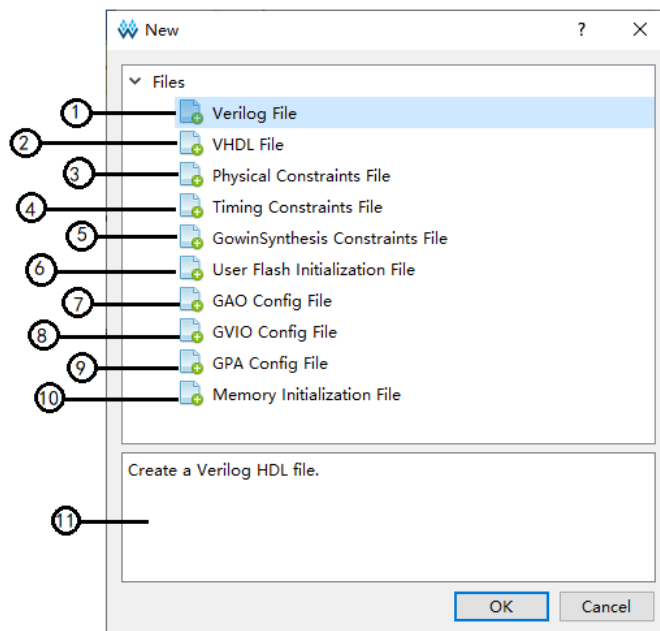 New
Files
① Verilog File
② VHDL File
③ Physical Constraints File
④ Timing Constraints File
⑤ GowinSynthesis Constraints File
⑥ User Flash Initialization File
⑦ GAO Config File
⑧ GVIO Config File
⑨ GPA Config File
⑩ Memory Initialization File
Create a Verilog HDL file.
⑪
OK Cancel